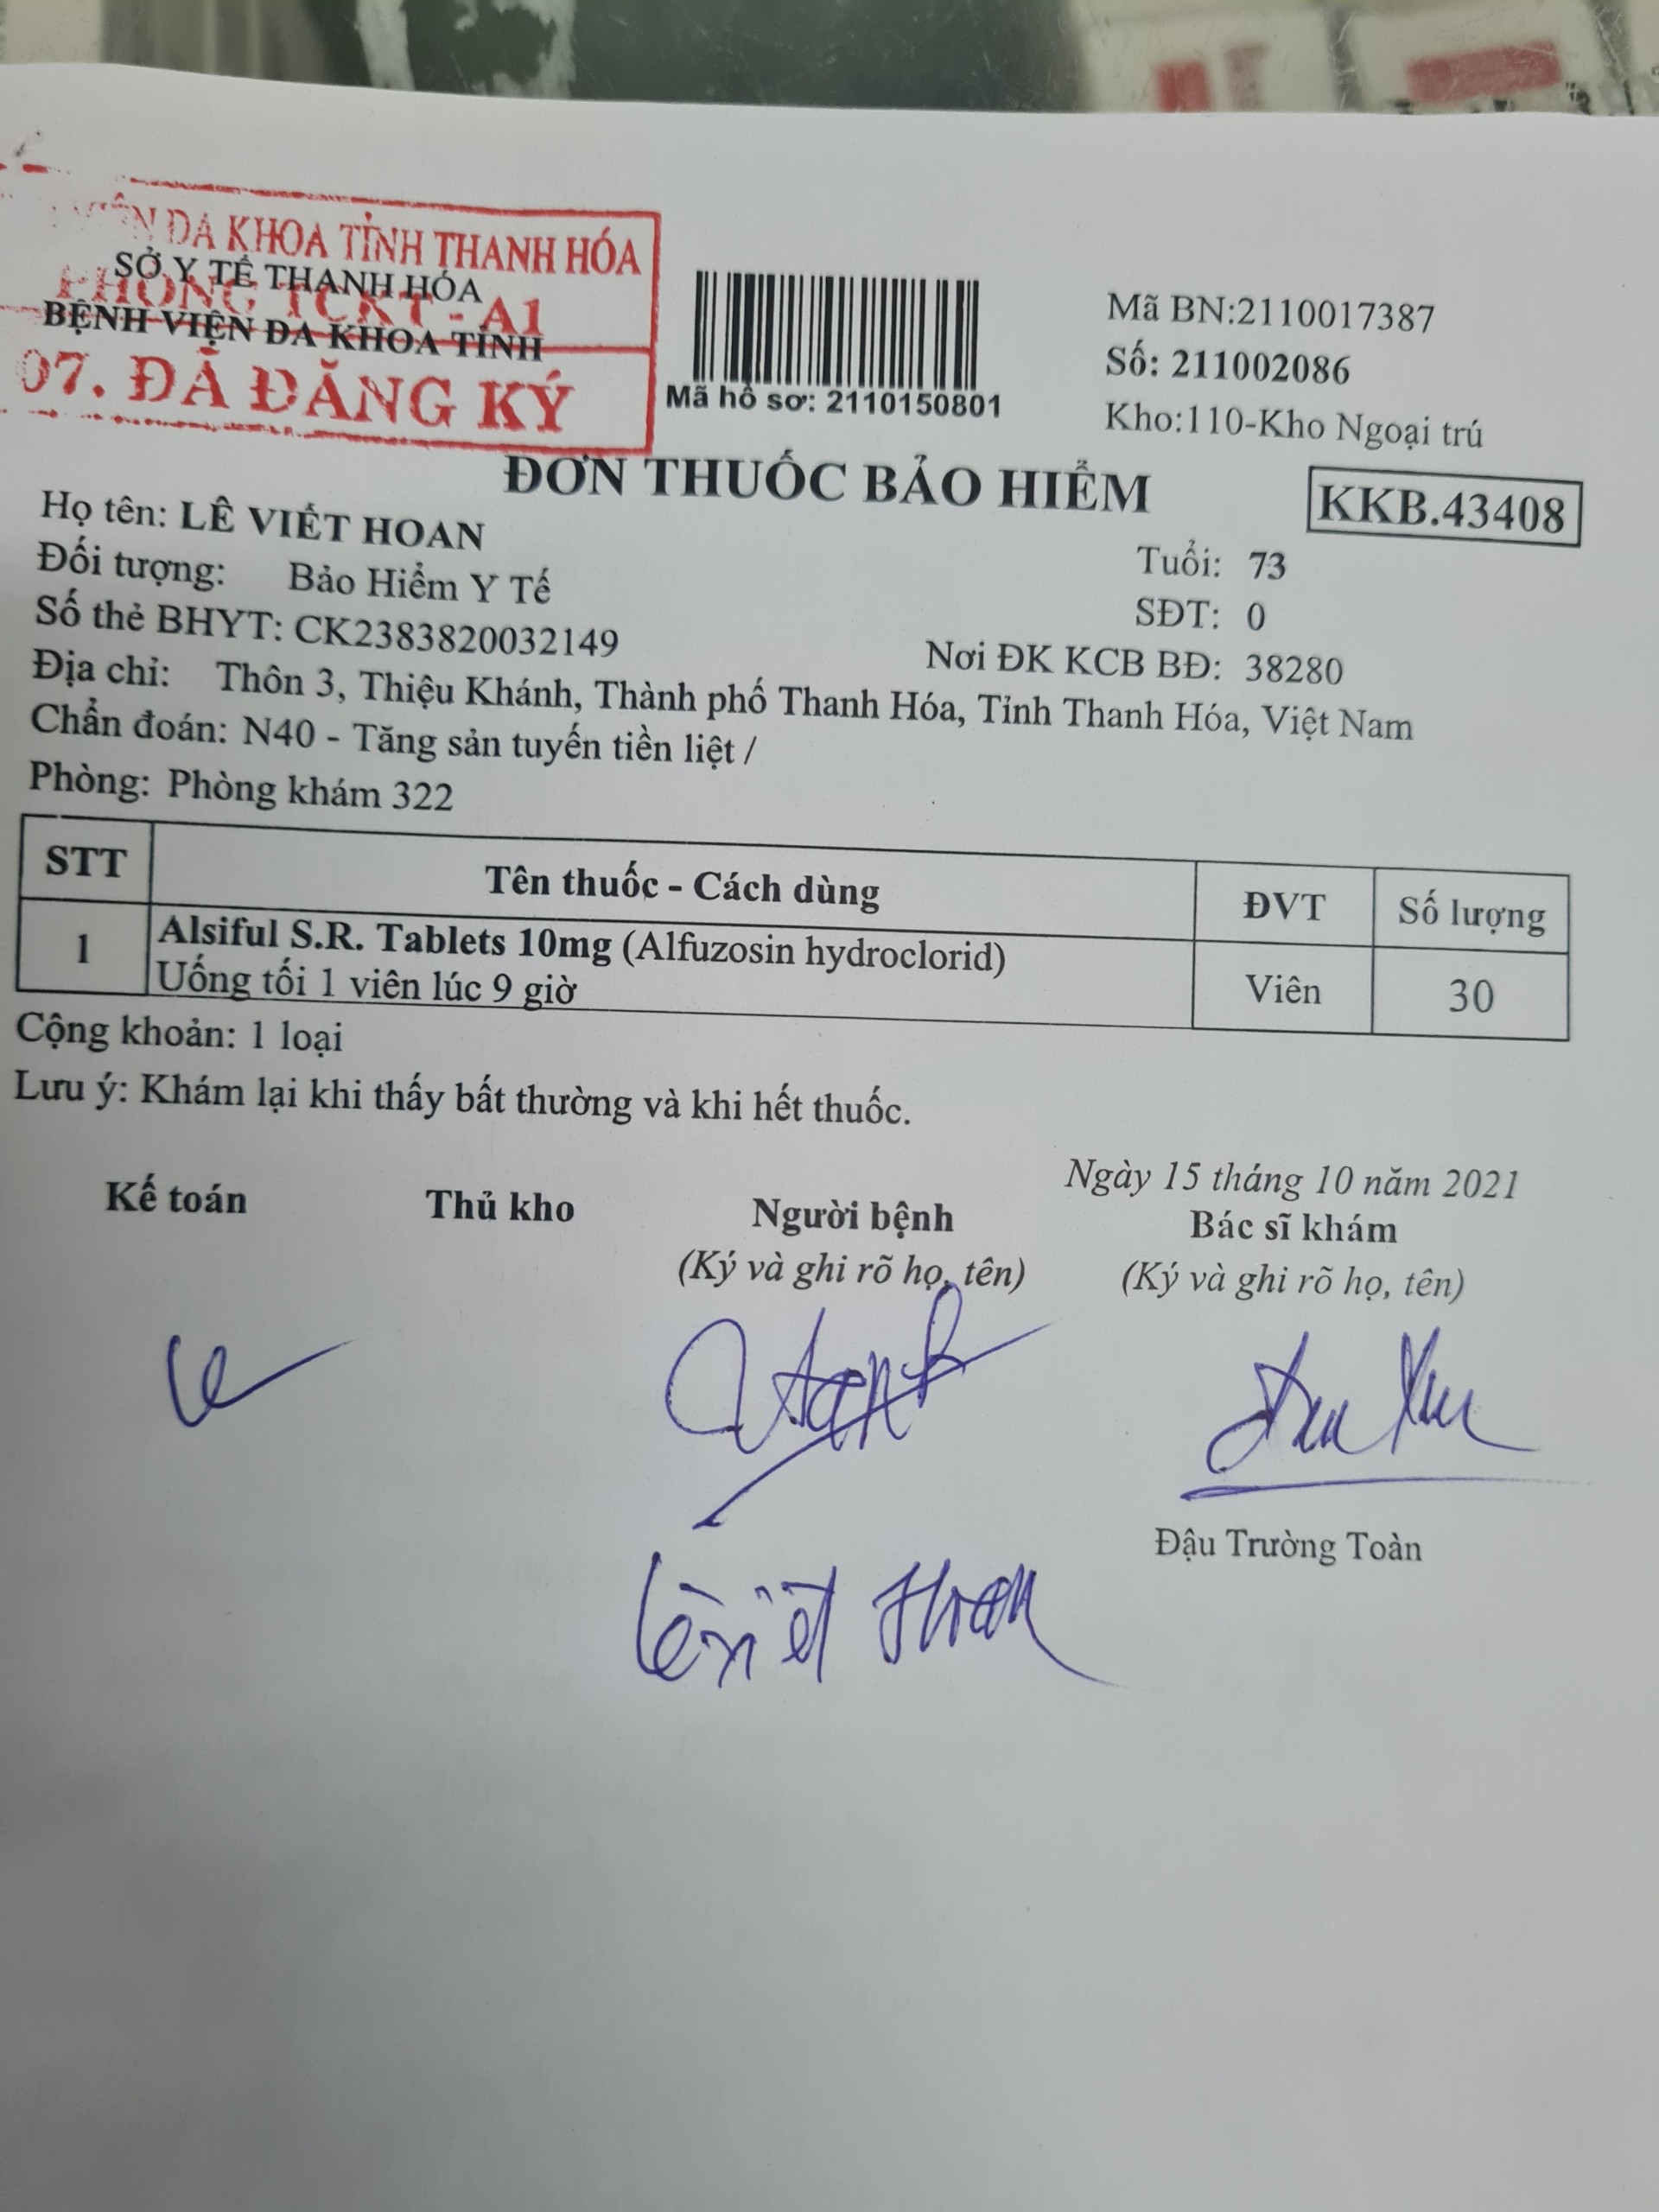 VIỆN ĐA KHOA TỈNH THANH HÓA
SỞ Y TẾ THANH HÓA
PHÒNG TCKT - A1
BỆNH VIỆN ĐA KHOA TỈNH
07. ĐÃ ĐĂNG KÝ
Mã hồ sơ: 2110150801
Mã BN:2110017387
Số: 211002086
Kho:110-Kho Ngoại trú
ĐƠN THUỐC BẢO HIỂM
KKB.43408
Họ tên: LÊ VIẾT HOAN
Tuổi: 73
Đối tượng: Bảo Hiểm Y Tế
SĐT: 0
Số thẻ BHYT: CK2383820032149
Nơi ĐK KCB BĐ: 38280
Địa chỉ: Thôn 3, Thiệu Khánh, Thành phố Thanh Hóa, Tỉnh Thanh Hóa, Việt Nam
Chẩn đoán: N40 - Tăng sản tuyến tiền liệt /
Phòng: Phòng khám 322
STT Tên thuốc - Cách dùng ĐVT Số lượng
1 Alsiful S.R. Tablets 10mg (Alfuzosin hydroclorid)
Uống tối 1 viên lúc 9 giờ Viên 30
Cộng khoản: 1 loại
Lưu ý: Khám lại khi thấy bất thường và khi hết thuốc.
Ngày 15 tháng 10 năm 2021
Kế toán Thủ kho Người bệnh Bác sĩ khám
(Ký và ghi rõ họ, tên) (Ký và ghi rõ họ, tên)
Đậu Trường Toàn
Lê Viết Hoan